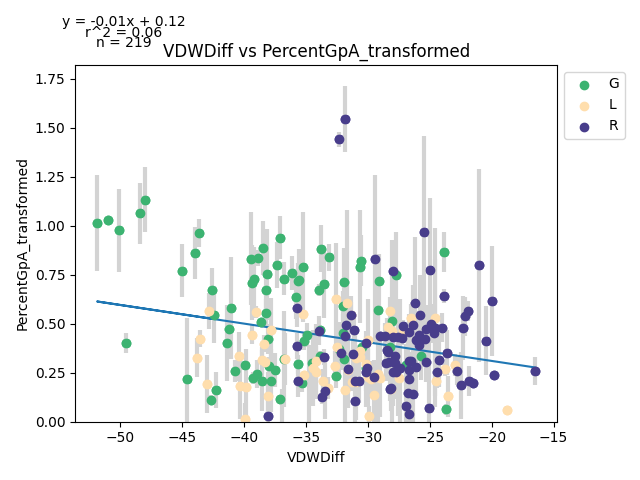 y = -0.01x + 0.12
r^2 = 0.06
n = 219
VDWDiff vs PercentGpA_transformed
G
L
R
PercentGpA_transformed
1.75
1.50
1.25
1.00
0.75
0.50
0.25
0.00
−50 −45 −40 −35 −30 −25 −20 −15
VDWDiff